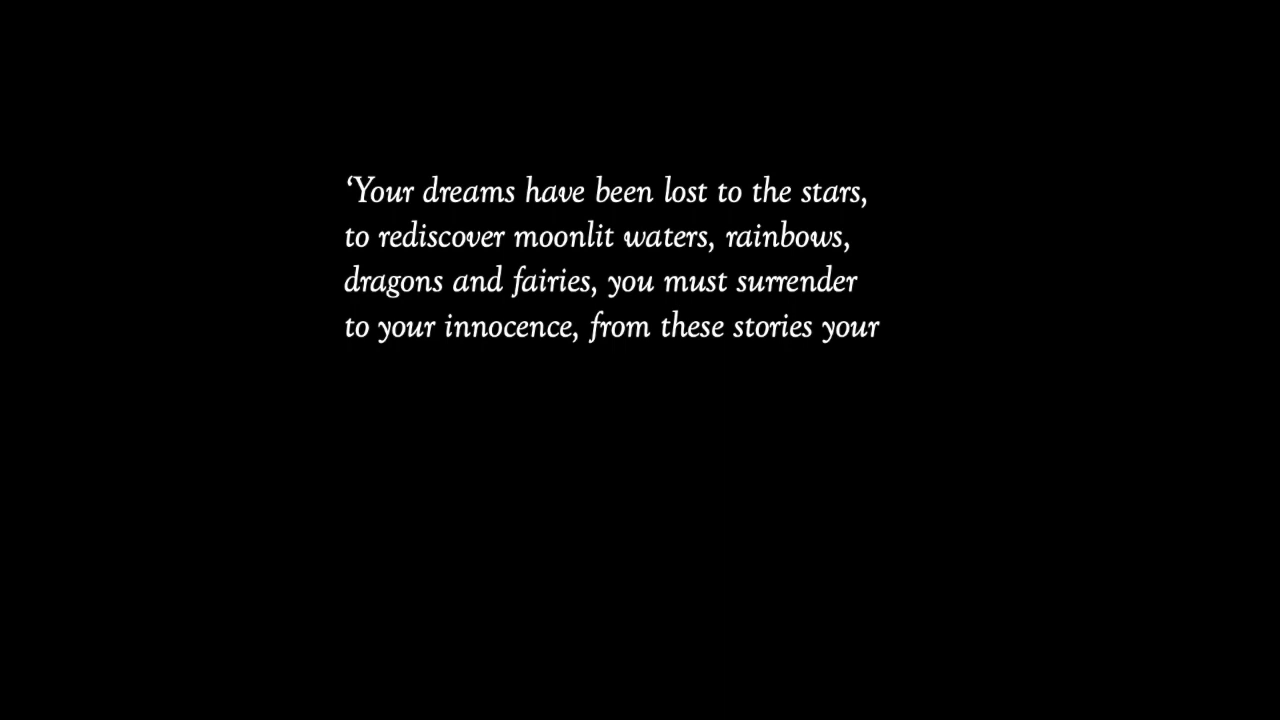 ‘Your dreams have been lost to the stars,
to rediscover moonlit waters, rainbows,
dragons and fairies, you must surrender
to your innocence, from these stories your